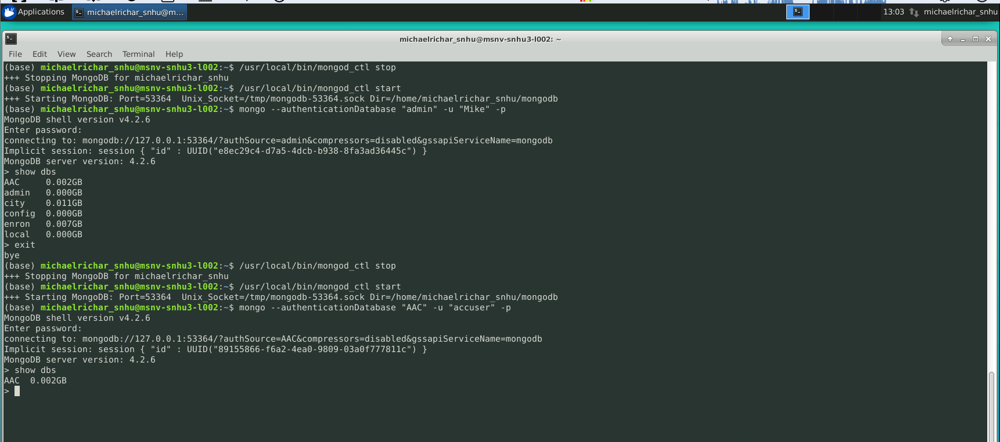 Applications michaelrichar_snhu@m... 13:03 michaelrichar_snhu
michaelrichar_snhu@msnv-snhu3-l002: ~
File Edit View Search Terminal Help
(base) michaelrichar_snhu@msnv-snhu3-l002:~$ /usr/local/bin/mongod_ctl stop
+++ Stopping MongoDB for michaelrichar_snhu
(base) michaelrichar_snhu@msnv-snhu3-l002:~$ /usr/local/bin/mongod_ctl start
+++ Starting MongoDB: Port=53364  Unix_Socket=/tmp/mongodb-53364.sock Dir=/home/michaelrichar_snhu/mongodb
(base) michaelrichar_snhu@msnv-snhu3-l002:~$ mongo --authenticationDatabase "admin" -u "Mike" -p
MongoDB shell version v4.2.6
Enter password:
connecting to: mongodb://127.0.0.1:53364/?authSource=admin&compressors=disabled&gssapiServiceName=mongodb
Implicit session: session { "id" : UUID("e8ec29c4-d7a5-4dcb-b938-8fa3ad36445c") }
MongoDB server version: 4.2.6
> show dbs
AAC     0.002GB
admin   0.000GB
city    0.011GB
config  0.000GB
enron   0.007GB
local   0.000GB
> exit
bye
(base) michaelrichar_snhu@msnv-snhu3-l002:~$ /usr/local/bin/mongod_ctl stop
+++ Stopping MongoDB for michaelrichar_snhu
(base) michaelrichar_snhu@msnv-snhu3-l002:~$ /usr/local/bin/mongod_ctl start
+++ Starting MongoDB: Port=53364  Unix_Socket=/tmp/mongodb-53364.sock Dir=/home/michaelrichar_snhu/mongodb
(base) michaelrichar_snhu@msnv-snhu3-l002:~$ mongo --authenticationDatabase "AAC" -u "accuser" -p
MongoDB shell version v4.2.6
Enter password:
connecting to: mongodb://127.0.0.1:53364/?authSource=AAC&compressors=disabled&gssapiServiceName=mongodb
Implicit session: session { "id" : UUID("89155866-f6a2-4ea0-9809-03a0f777811c") }
MongoDB server version: 4.2.6
> show dbs
AAC  0.002GB
>